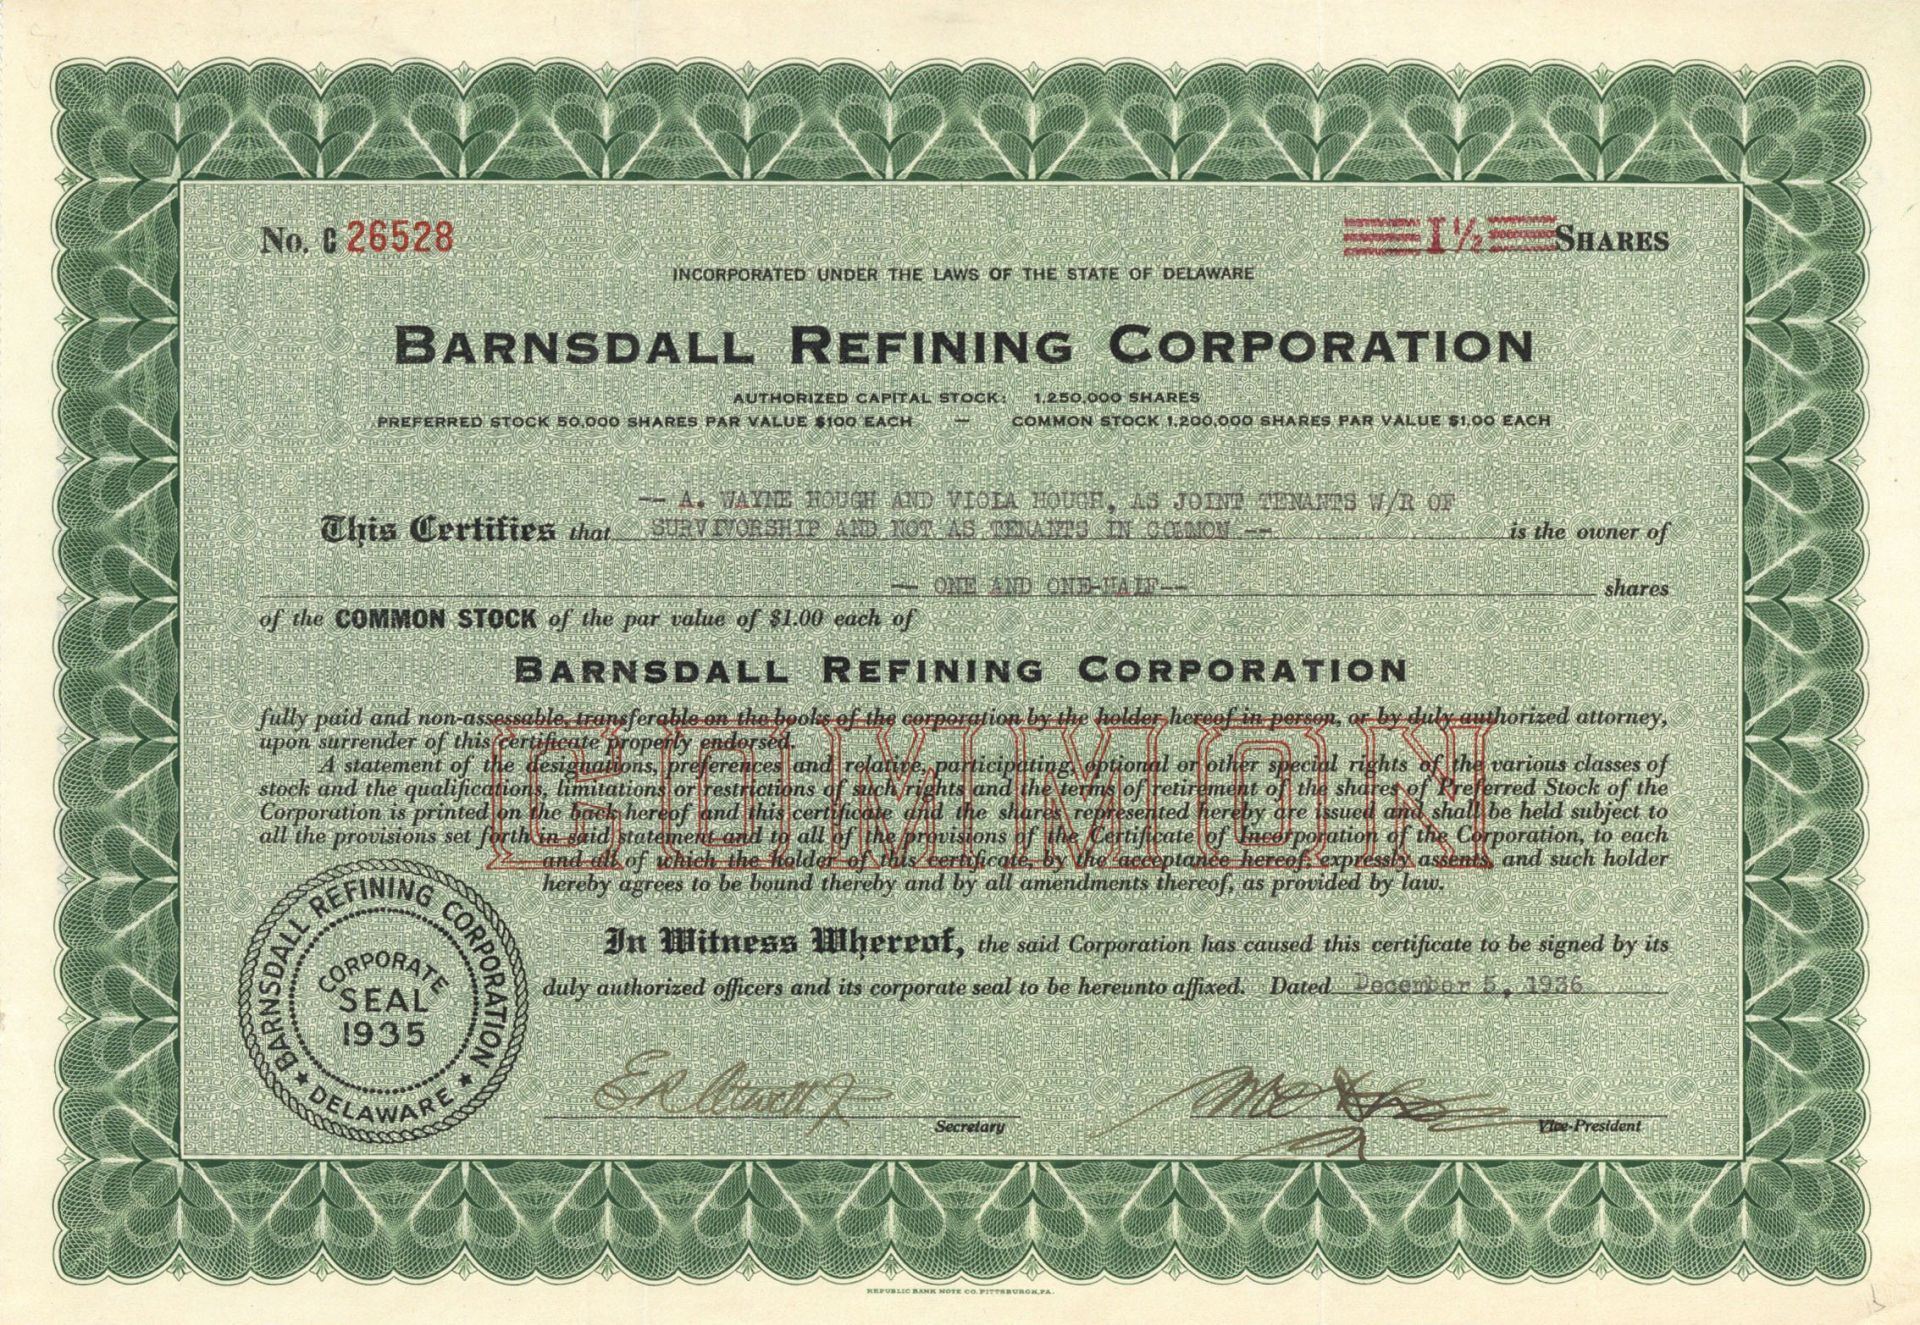 No. C 26528
1 1/2 SHARES
INCORPORATED UNDER THE LAWS OF THE STATE OF DELAWARE
BARNSDALL REFINING CORPORATION
AUTHORIZED CAPITAL STOCK: 1,250,000 SHARES
PREFERRED STOCK 50,000 SHARES PAR VALUE $100 EACH — COMMON STOCK 1,200,000 SHARES PAR VALUE $1.00 EACH
-- A. WAYNE HOUGH AND VIOLA HOUGH, AS JOINT TENANTS W/R OF
This Certifies that SURVIVORSHIP AND NOT AS TENANTS IN COMMON -- is the owner of
-- ONE AND ONE-HALF-- shares
of the COMMON STOCK of the par value of $1.00 each of
BARNSDALL REFINING CORPORATION
COMMON
fully paid and non-assessable, transferable on the books of the corporation by the holder hereof in person, or by duly authorized attorney,
upon surrender of this certificate properly endorsed.
A statement of the designations, preferences and relative, participating, optional or other special rights of the various classes of
stock and the qualifications, limitations or restrictions of such rights and the terms of retirement of the shares of Preferred Stock of the
Corporation is printed on the back hereof and this certificate and the shares represented hereby are issued and shall be held subject to
all the provisions set forth in said statement and to all of the provisions of the Certificate of Incorporation of the Corporation, to each
and all of which the holder of this certificate, by the acceptance hereof, expressly assents, and such holder
hereby agrees to be bound thereby and by all amendments thereof, as provided by law.
In Witness Whereof, the said Corporation has caused this certificate to be signed by its
duly authorized officers and its corporate seal to be hereunto affixed. Dated December 5, 1936
BARNSDALL REFINING CORPORATION
★ DELAWARE ★
CORPORATE
SEAL
1935
Secretary
Vice-President
REPUBLIC BANK NOTE CO. PITTSBURGH, PA.